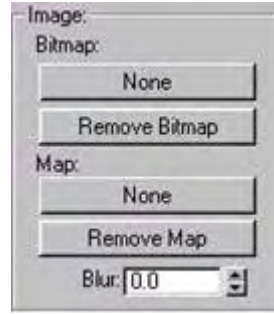 Image:
Bitmap:
None
Remove Bitmap
Map:
None
Remove Map
Blur: 0.0